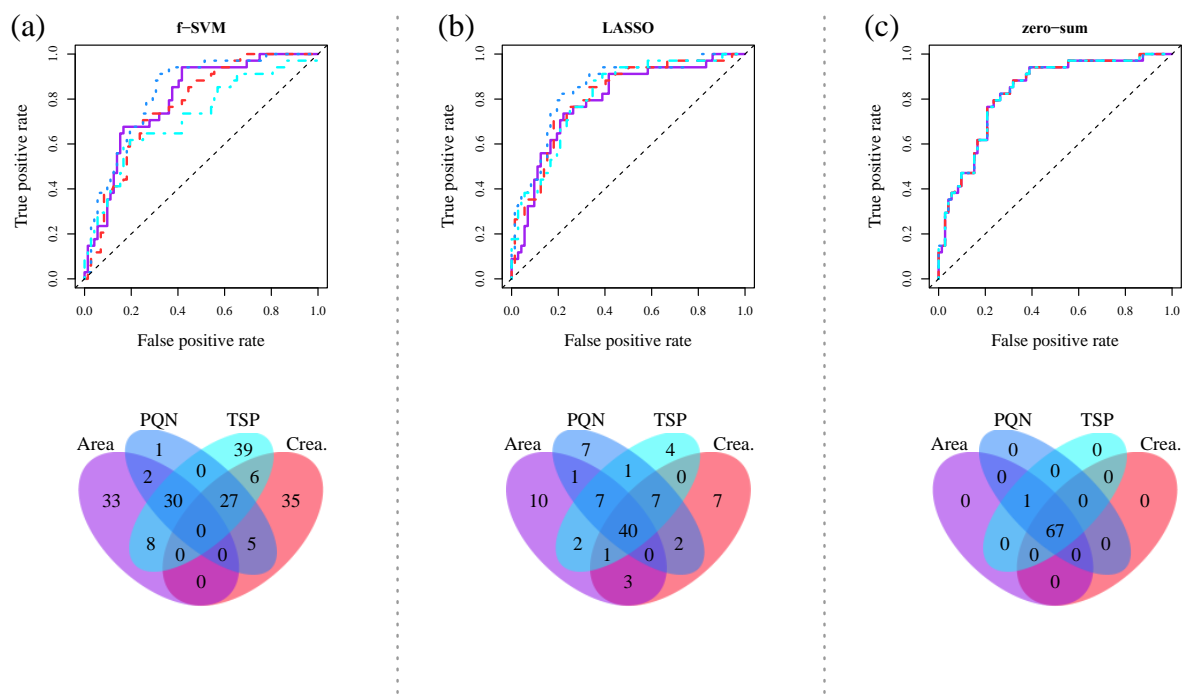 (a)
f−SVM
True positive rate
1.0
0.8
0.6
0.4
0.2
0.0
0.0 0.2 0.4 0.6 0.8 1.0
False positive rate
PQN TSP
Area Crea.
1 39
2 0 6
33 30 27 35
0
8 0 0 5
0
(b)
LASSO
True positive rate
1.0
0.8
0.6
0.4
0.2
0.0
0.0 0.2 0.4 0.6 0.8 1.0
False positive rate
PQN TSP
Area Crea.
7 4
1 1 0
10 7 7 7
40
2 1 0 2
3
(c)
zero−sum
True positive rate
1.0
0.8
0.6
0.4
0.2
0.0
0.0 0.2 0.4 0.6 0.8 1.0
False positive rate
PQN TSP
Area Crea.
0 0
0 0 0
0 1 0 0
67
0 0 0 0
0